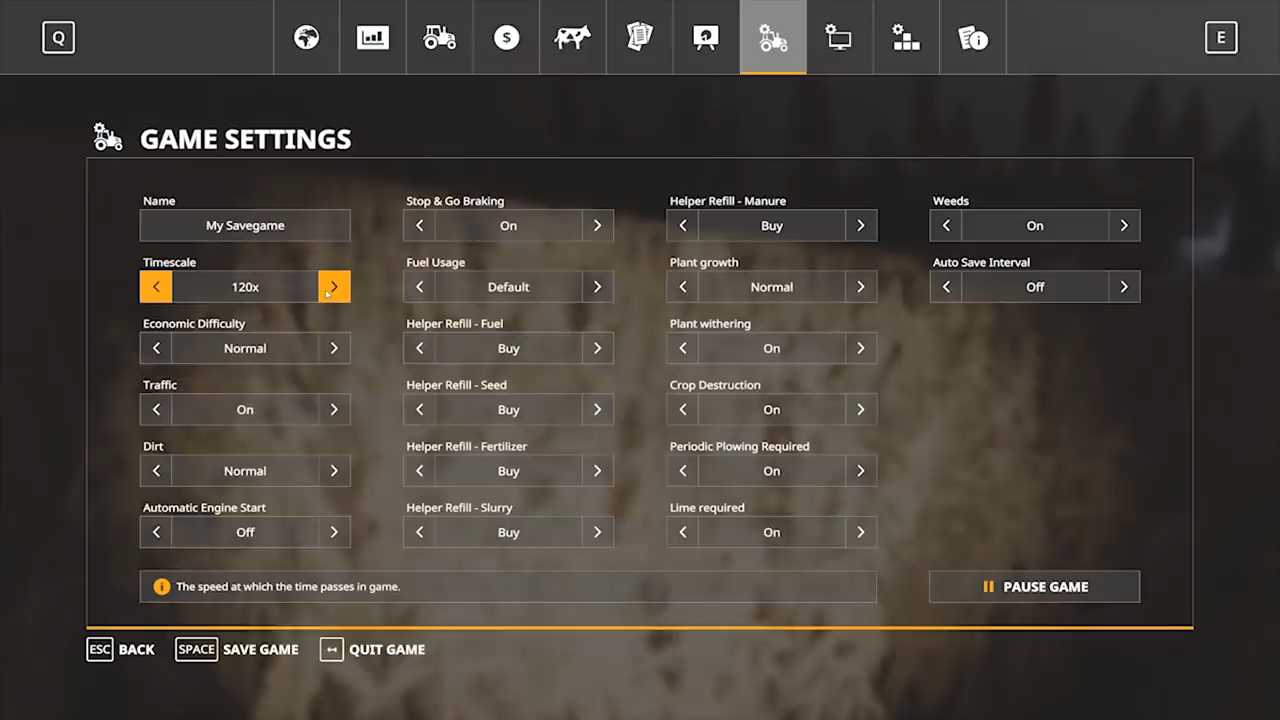 Q
$
E
GAME SETTINGS
Name
My Savegame
Timescale
120x
Economic Difficulty
Normal
Traffic
On
Dirt
Normal
Automatic Engine Start
Off
Stop & Go Braking
On
Fuel Usage
Default
Helper Refill - Fuel
Buy
Helper Refill - Seed
Buy
Helper Refill - Fertilizer
Buy
Helper Refill - Slurry
Buy
Helper Refill - Manure
Buy
Plant growth
Normal
Plant withering
On
Crop Destruction
On
Periodic Plowing Required
On
Lime required
On
Weeds
On
Auto Save Interval
Off
The speed at which the time passes in game.
PAUSE GAME
ESC BACK SPACE SAVE GAME QUIT GAME